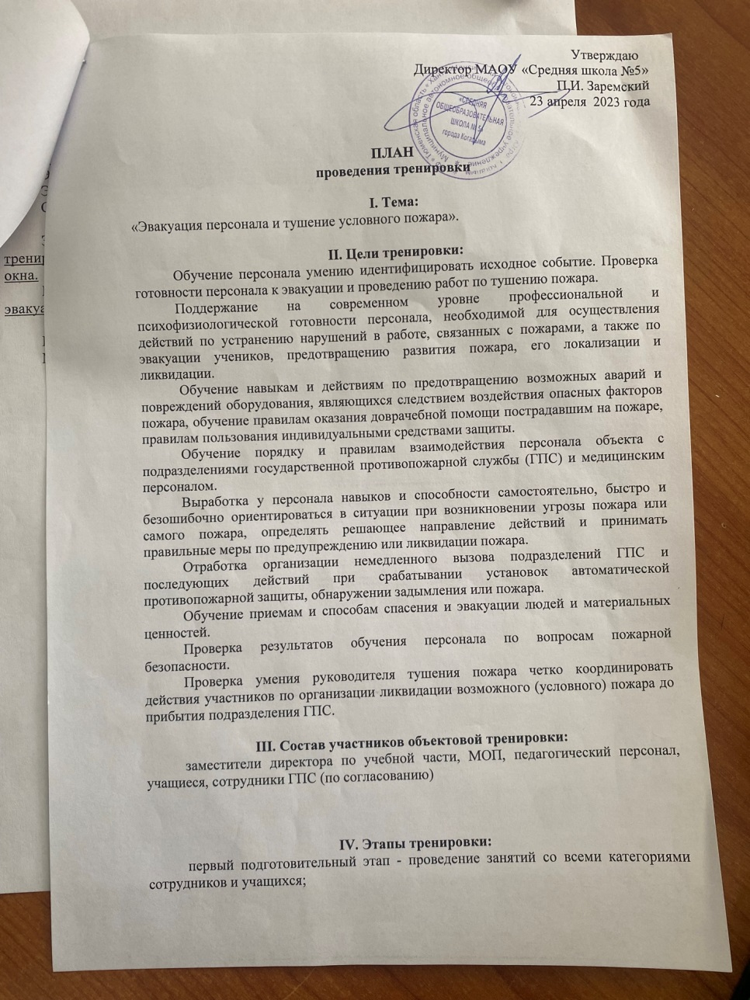 Утверждаю
Директор МАОУ «Средняя школа №5»
П.И. Заремский
23 апреля 2023 года
«СРЕДНЯЯ
ОБЩЕОБРАЗОВАТЕЛЬНАЯ
ШКОЛА № 5»
города Когалыма
ПЛАН
проведения тренировки
I. Тема:
«Эвакуация персонала и тушение условного пожара».
II. Цели тренировки:
Обучение персонала умению идентифицировать исходное событие. Проверка
готовности персонала к эвакуации и проведению работ по тушению пожара.
Поддержание на современном уровне профессиональной и
психофизиологической готовности персонала, необходимой для осуществления
действий по устранению нарушений в работе, связанных с пожарами, а также по
эвакуации учеников, предотвращению развития пожара, его локализации и
ликвидации.
Обучение навыкам и действиям по предотвращению возможных аварий и
повреждений оборудования, являющихся следствием воздействия опасных факторов
пожара, обучение правилам оказания доврачебной помощи пострадавшим на пожаре,
правилам пользования индивидуальными средствами защиты.
Обучение порядку и правилам взаимодействия персонала объекта с
подразделениями государственной противопожарной службы (ГПС) и медицинским
персоналом.
Выработка у персонала навыков и способности самостоятельно, быстро и
безошибочно ориентироваться в ситуации при возникновении угрозы пожара или
самого пожара, определять решающее направление действий и принимать
правильные меры по предупреждению или ликвидации пожара.
Отработка организации немедленного вызова подразделений ГПС и
последующих действий при срабатывании установок автоматической
противопожарной защиты, обнаружении задымления или пожара.
Обучение приемам и способам спасения и эвакуации людей и материальных
ценностей.
Проверка результатов обучения персонала по вопросам пожарной
безопасности.
Проверка умения руководителя тушения пожара четко координировать
действия участников по организации ликвидации возможного (условного) пожара до
прибытия подразделения ГПС.
III. Состав участников объектовой тренировки:
заместители директора по учебной части, МОП, педагогический персонал,
учащиеся, сотрудники ГПС (по согласованию)
IV. Этапы тренировки:
первый подготовительный этап - проведение занятий со всеми категориями
сотрудников и учащихся;
окна.